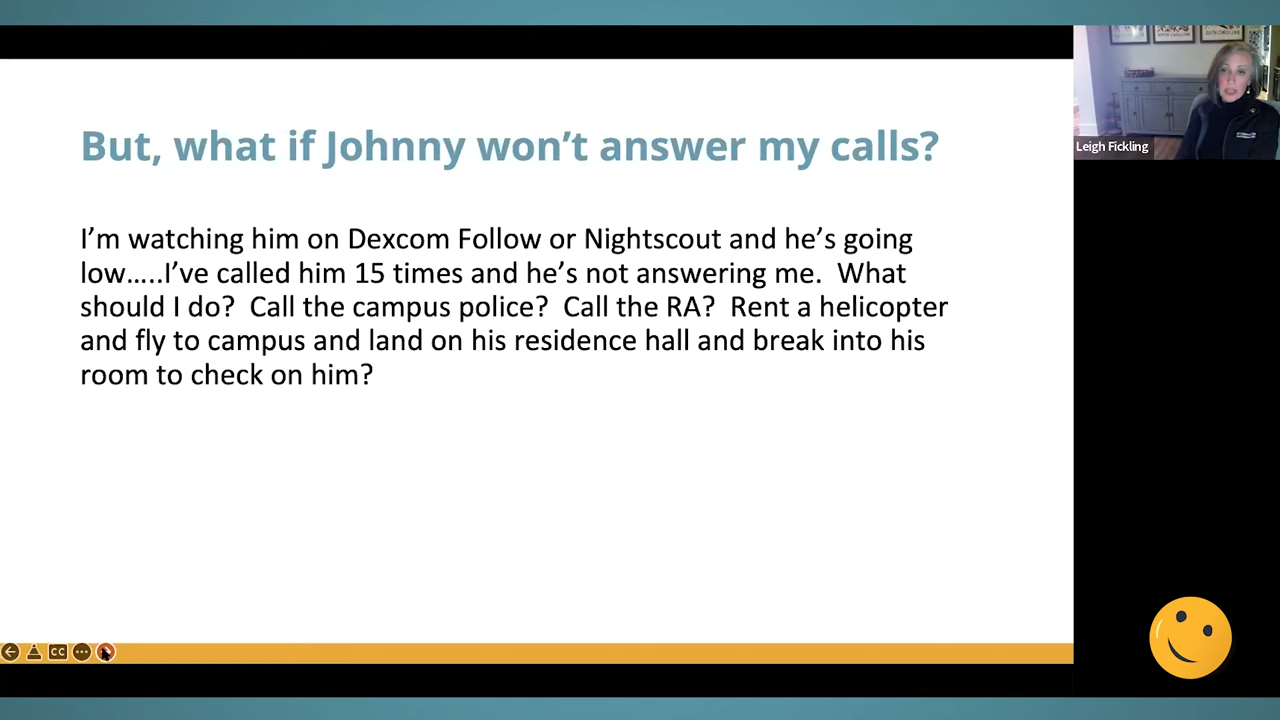 But, what if Johnny won’t answer my calls?
I’m watching him on Dexcom Follow or Nightscout and he’s going
low…..I’ve called him 15 times and he’s not answering me.  What
should I do?  Call the campus police?  Call the RA?  Rent a helicopter
and fly to campus and land on his residence hall and break into his
room to check on him?
Leigh Fickling
CC